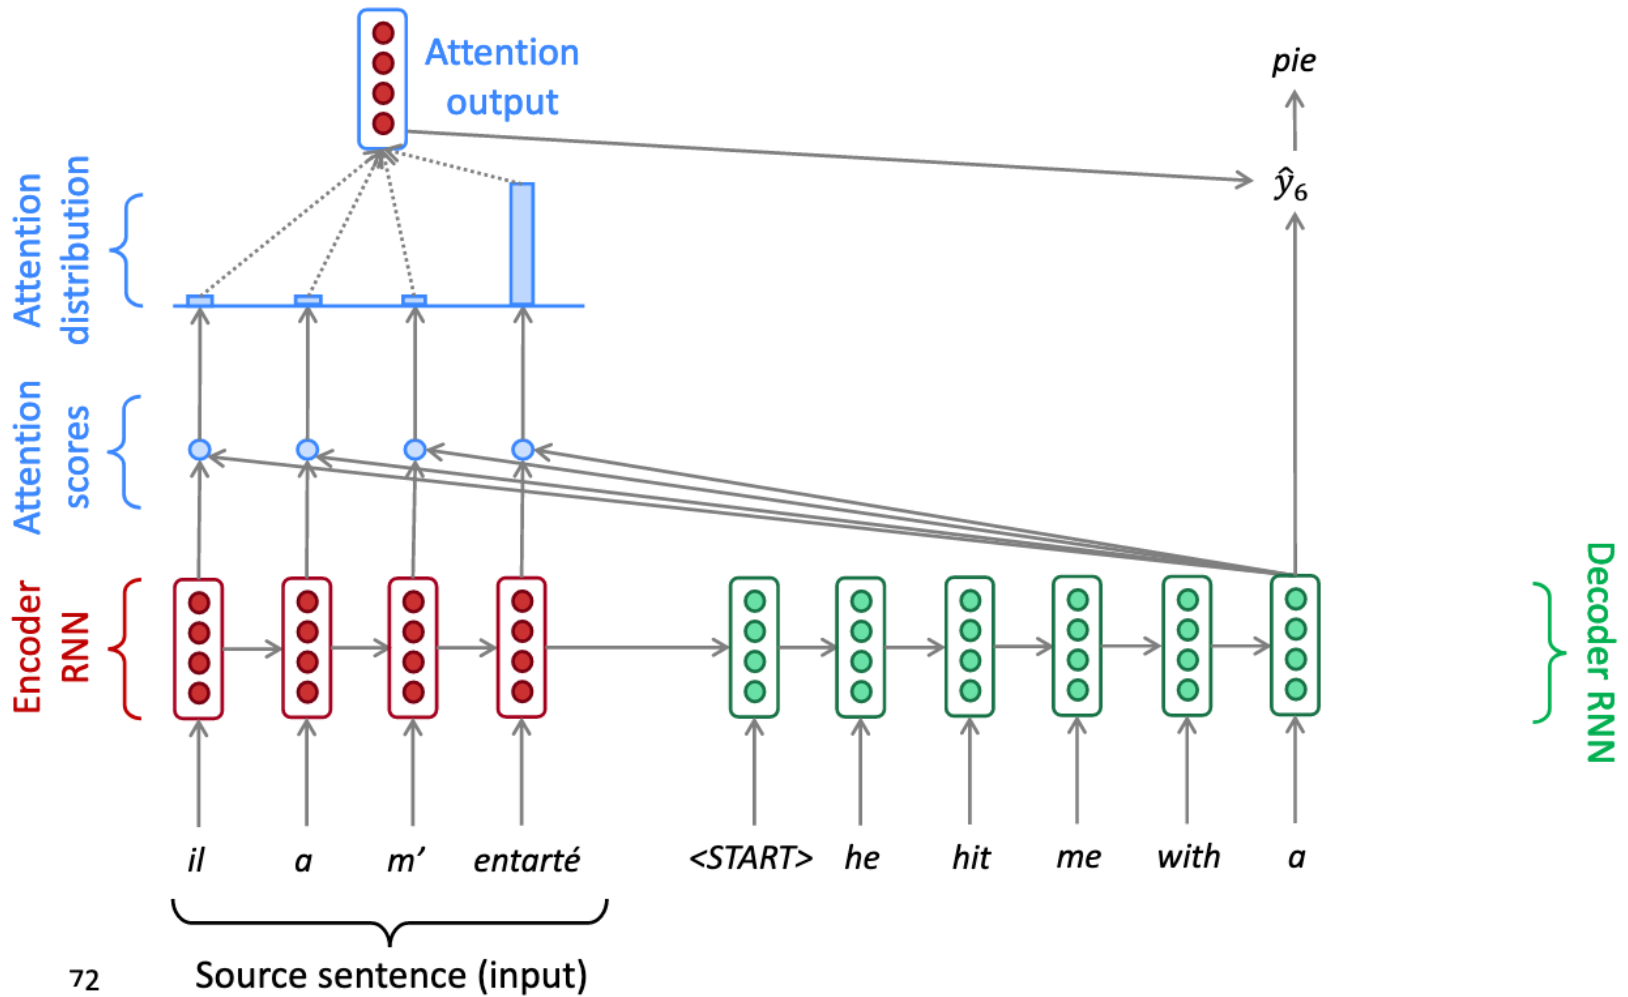 Attention
output
pie
ŷ₆
Attention
distribution
Attention
scores
Encoder
RNN
Decoder RNN
il a m’ entarté <START> he hit me with a
Source sentence (input)
72